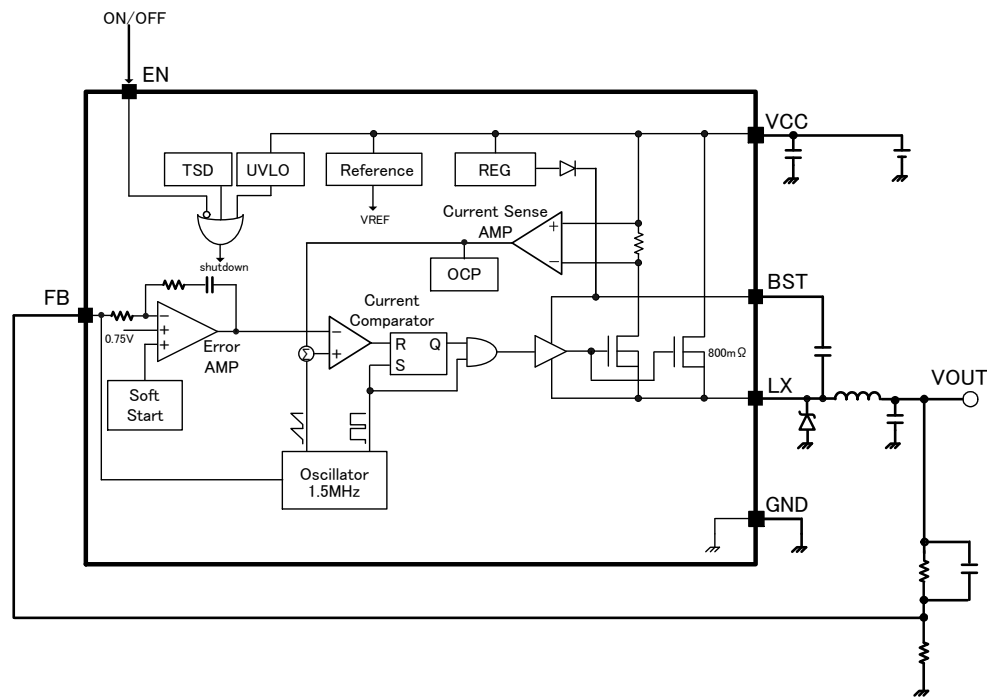 ON/OFF
EN
VCC
TSD
UVLO
Reference
REG
VREF
Current Sense
AMP
+
−
OCP
shutdown
FB
BST
0.75V
−
+
+
Error
AMP
Current
Comparator
−
+
R
Q
S
Σ
800mΩ
LX
VOUT
Soft
Start
Oscillator
1.5MHz
GND